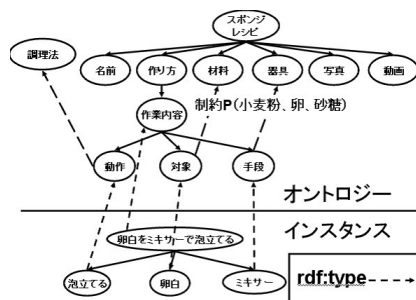 スポンジ
レシピ
調理法
名前
作り方
材料
器具
写真
動画
制約P(小麦粉、卵、砂糖)
作業内容
動作
対象
手段
オントロジー
インスタンス
卵白をミキサーで泡立てる
泡立てる
卵白
ミキサー
rdf:type